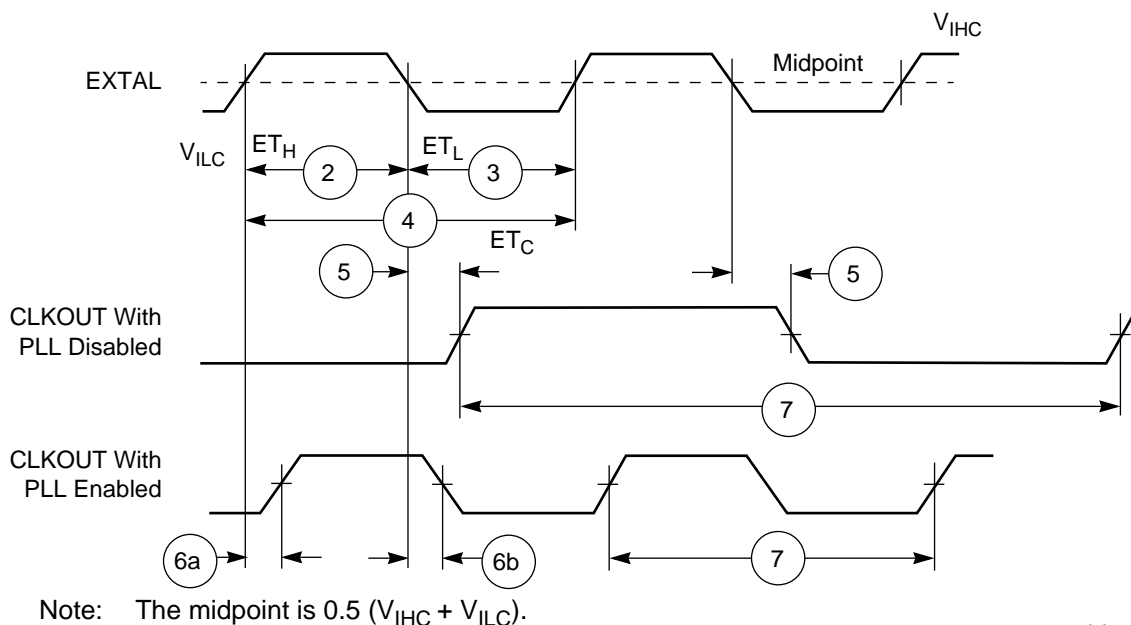 V_IHC
EXTAL
Midpoint
V_ILC
ET_H
2
ET_L
3
4
ET_C
5
5
CLKOUT With
PLL Disabled
7
CLKOUT With
PLL Enabled
6a
6b
7
Note: The midpoint is 0.5 (V_IHC + V_ILC).